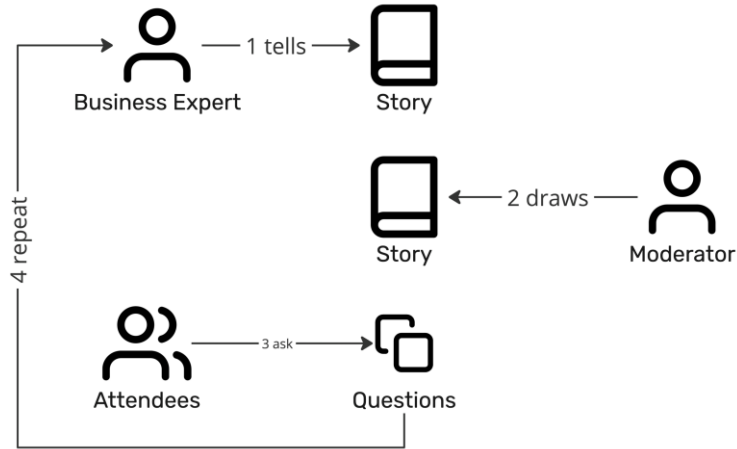 1 tells
Business Expert
Story
2 draws
Story
Moderator
4 repeat
3 ask
Attendees
Questions